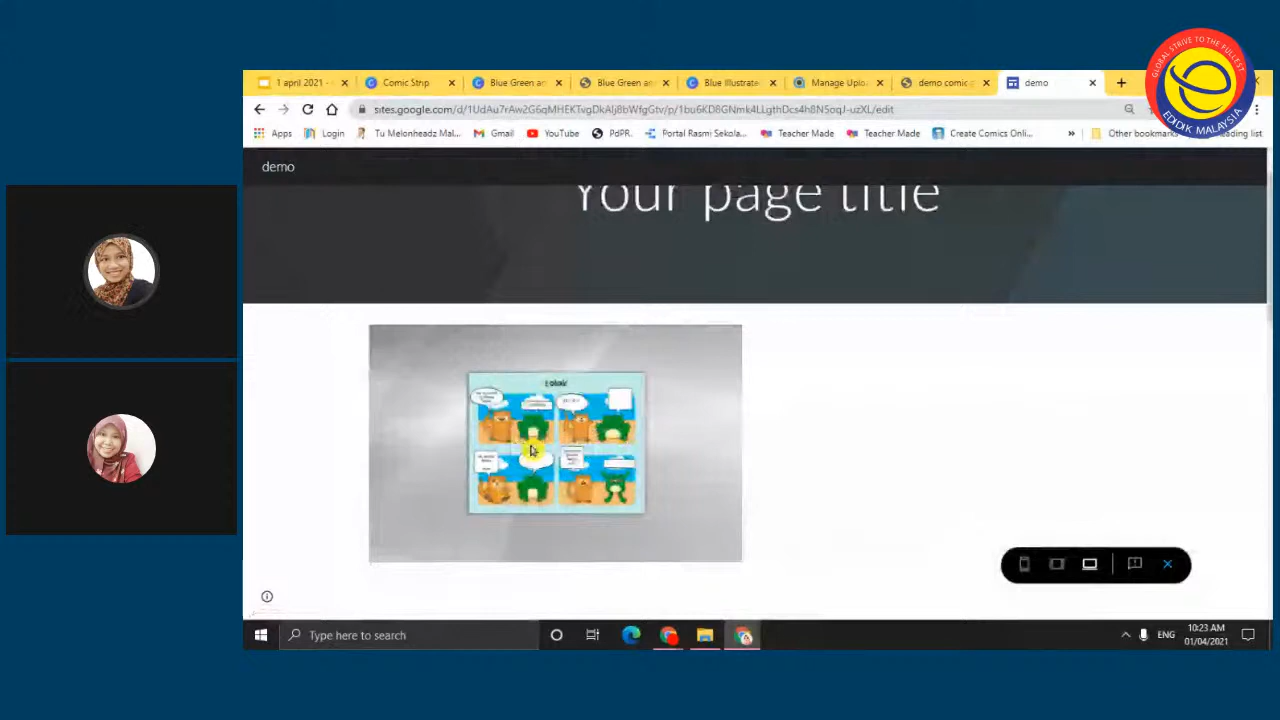 GLOBAL STRIVE TO THE FULLEST
EDIDIK MALAYSIA
1 april 2021 -
Comic Strip
Blue Green an
Blue Green an
Blue Illustrate
Manage Uplo
demo comic
demo
sites.google.com/d/1UdAu7rAw2G6qMHEKTvgDkAlj8bWfgGtv/p/1bu6KD8GNmk4LLgthDcs4h8N5oqJ-uzXL/edit
Apps
Login
Tu Melonheadz Mal...
Gmail
YouTube
PdPR.
Portal Rasmi Sekola...
Teacher Made
Teacher Made
Create Comics Onli...
»
Other bookmarks
demo
Your page title
Type here to search
ENG
10:23 AM
01/04/2021